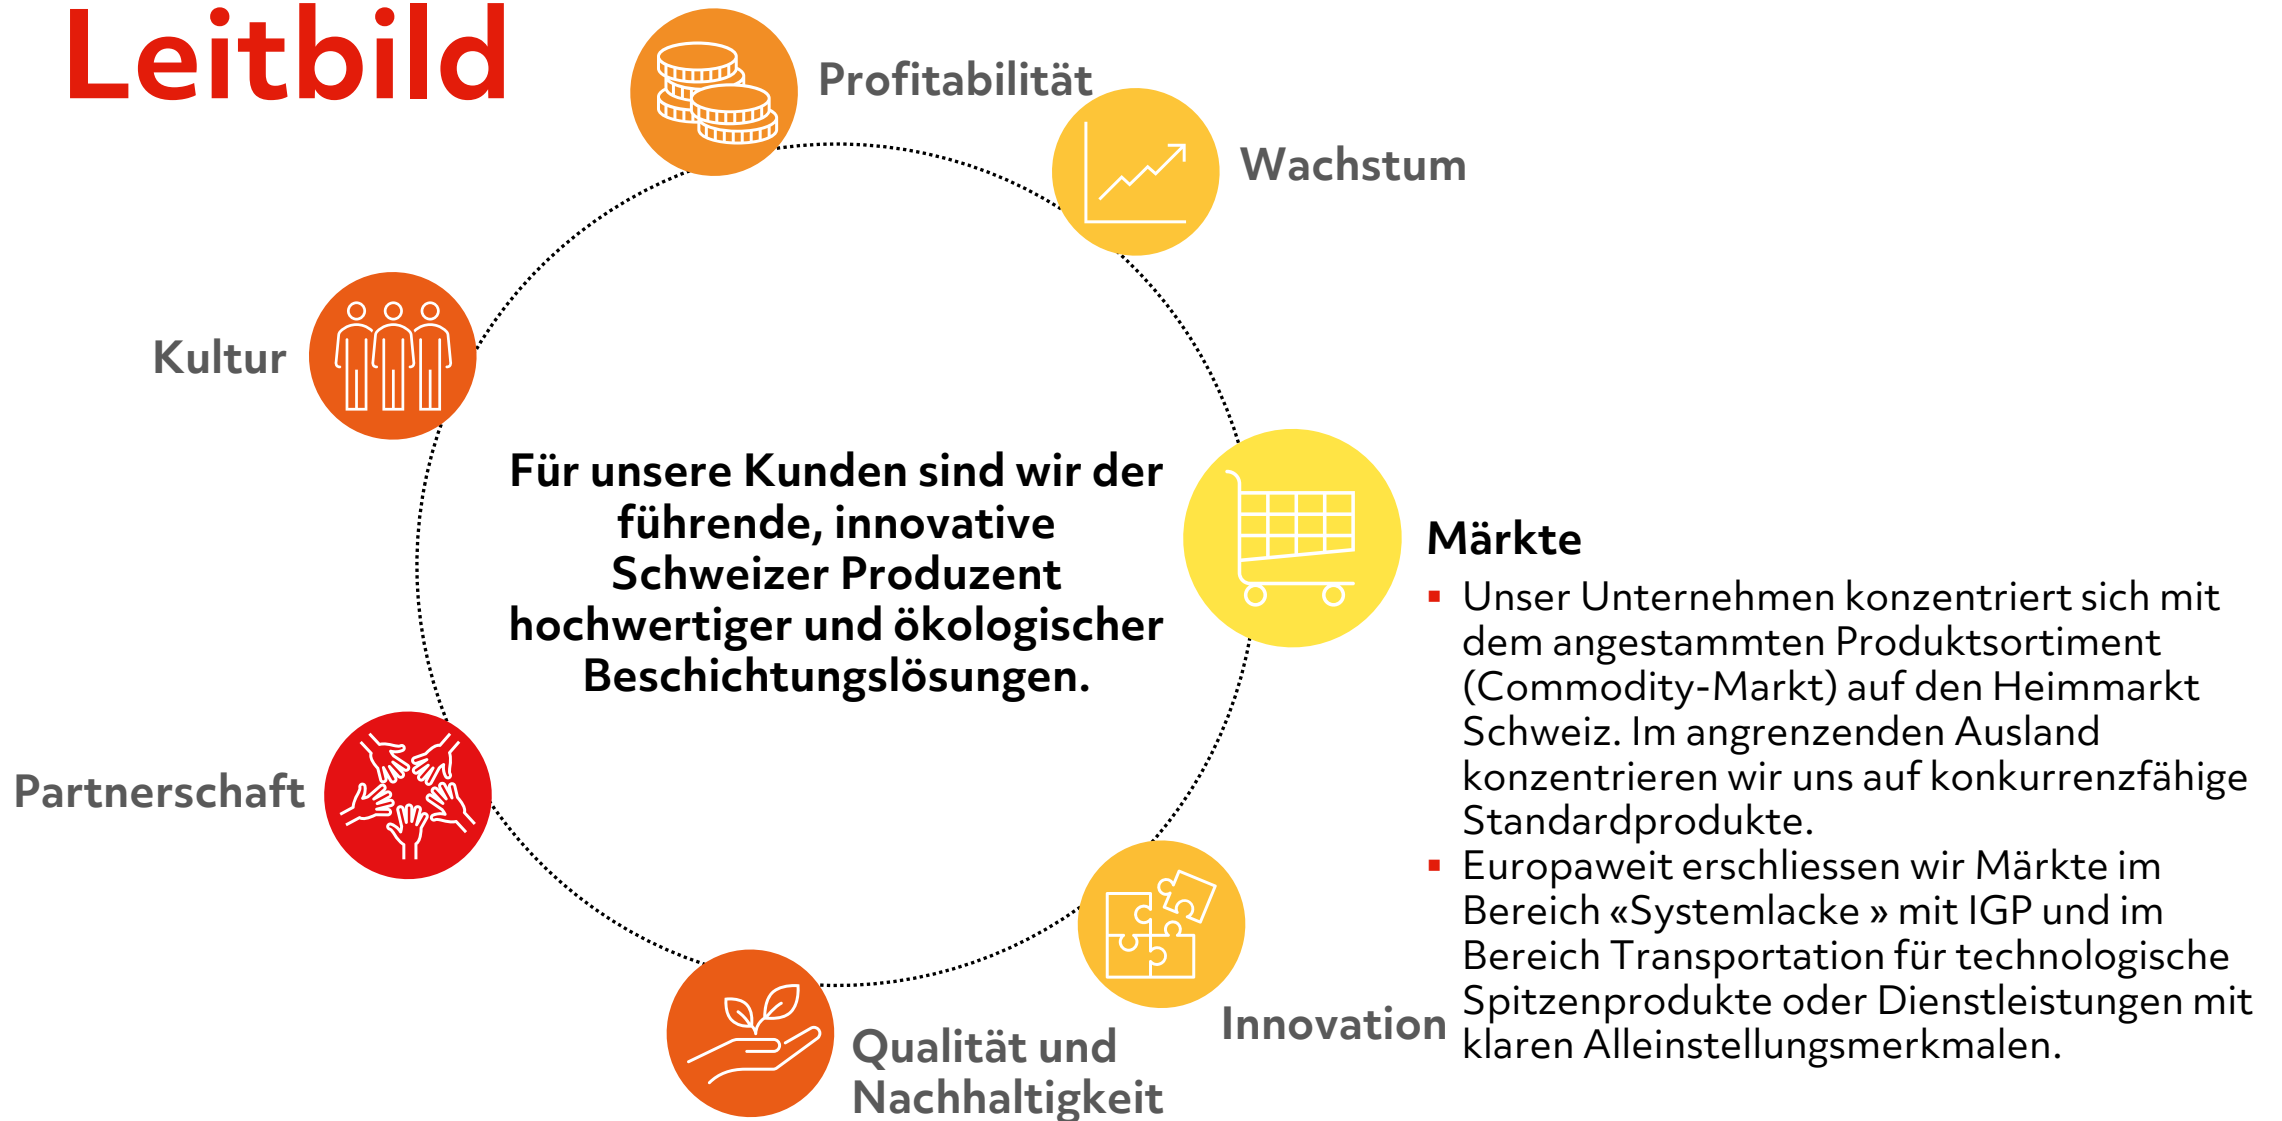 Leitbild
Profitabilität
Wachstum
Kultur
Für unsere Kunden sind wir der
führende, innovative
Schweizer Produzent
hochwertiger und ökologischer
Beschichtungslösungen.
Märkte
▪ Unser Unternehmen konzentriert sich mit
dem angestammten Produktsortiment
(Commodity-Markt) auf den Heimmarkt
Schweiz. Im angrenzenden Ausland
konzentrieren wir uns auf konkurrenzfähige
Standardprodukte.
▪ Europaweit erschliessen wir Märkte im
Bereich «Systemlacke » mit IGP und im
Bereich Transportation für technologische
Spitzenprodukte oder Dienstleistungen mit
klaren Alleinstellungsmerkmalen.
Partnerschaft
Innovation
Qualität und
Nachhaltigkeit